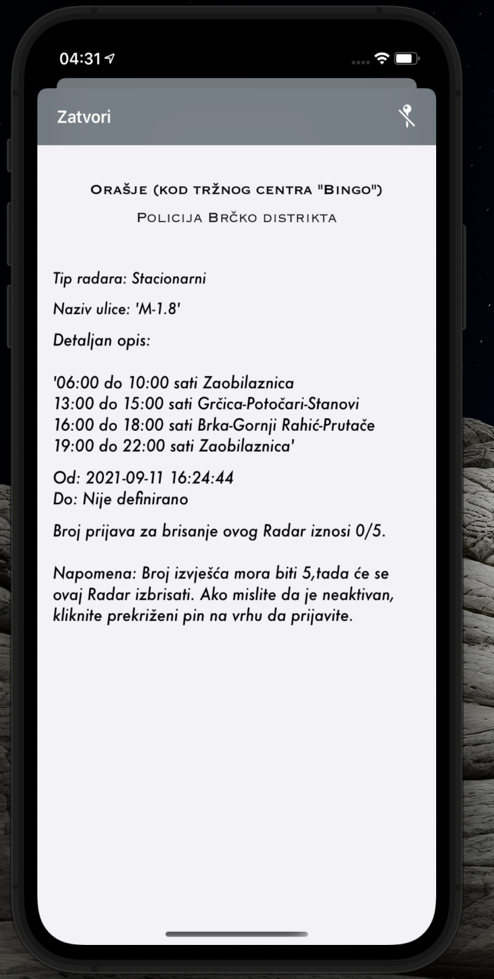 04:31
Zatvori
Orašje (kod tržnog centra "Bingo")
Policija Brčko distrikta
Tip radara: Stacionarni
Naziv ulice: 'M-1.8'
Detaljan opis:
'06:00 do 10:00 sati Zaobilaznica
13:00 do 15:00 sati Grčica-Potočari-Stanovi
16:00 do 18:00 sati Brka-Gornji Rahić-Prutače
19:00 do 22:00 sati Zaobilaznica'
Od: 2021-09-11 16:24:44
Do: Nije definirano
Broj prijava za brisanje ovog Radar iznosi 0/5.
Napomena: Broj izvješća mora biti 5,tada će se
ovaj Radar izbrisati. Ako mislite da je neaktivan,
kliknite prekriženi pin na vrhu da prijavite.